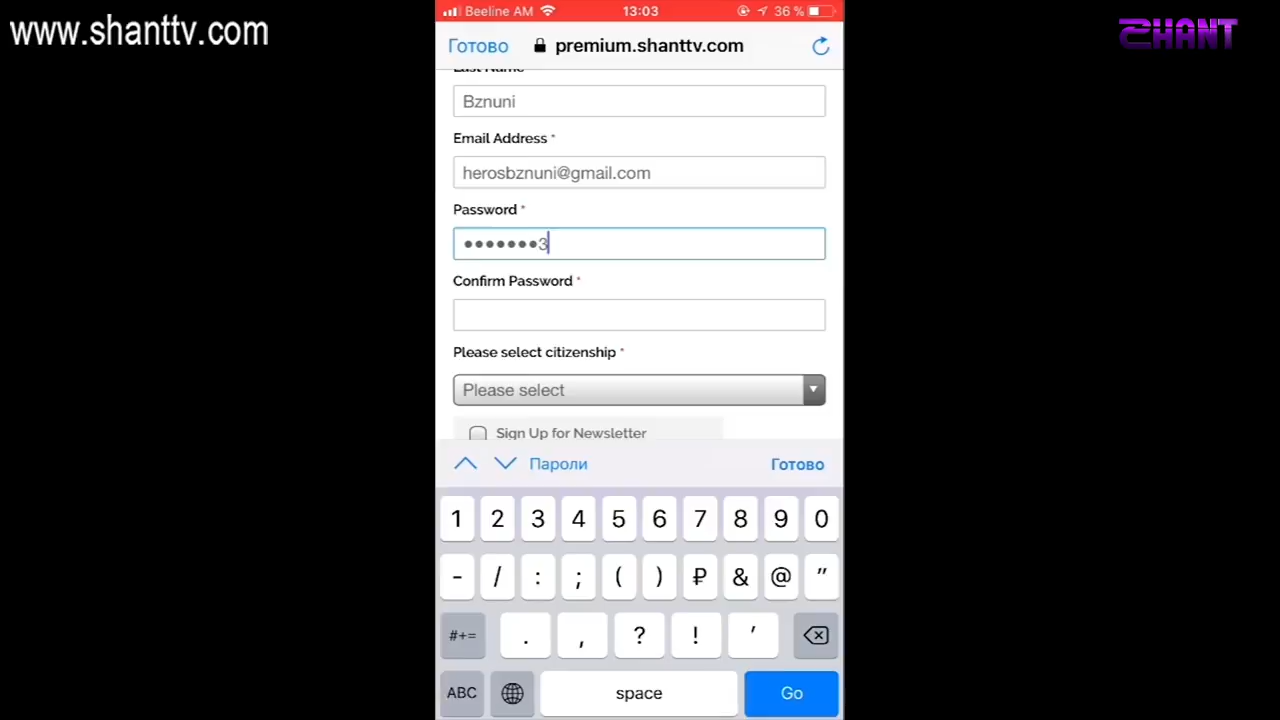 www.shanttv.com
SHANT
Beeline AM 13:03 36 %
Готово premium.shanttv.com
Last Name
Bznuni
Email Address *
herosbznuni@gmail.com
Password *
●●●●●●●3
Confirm Password *
Please select citizenship *
Please select
Sign Up for Newsletter
Пароли Готово
1 2 3 4 5 6 7 8 9 0
- / : ; ( ) ₽ & @ ”
#+= . , ? ! ’
ABC space Go